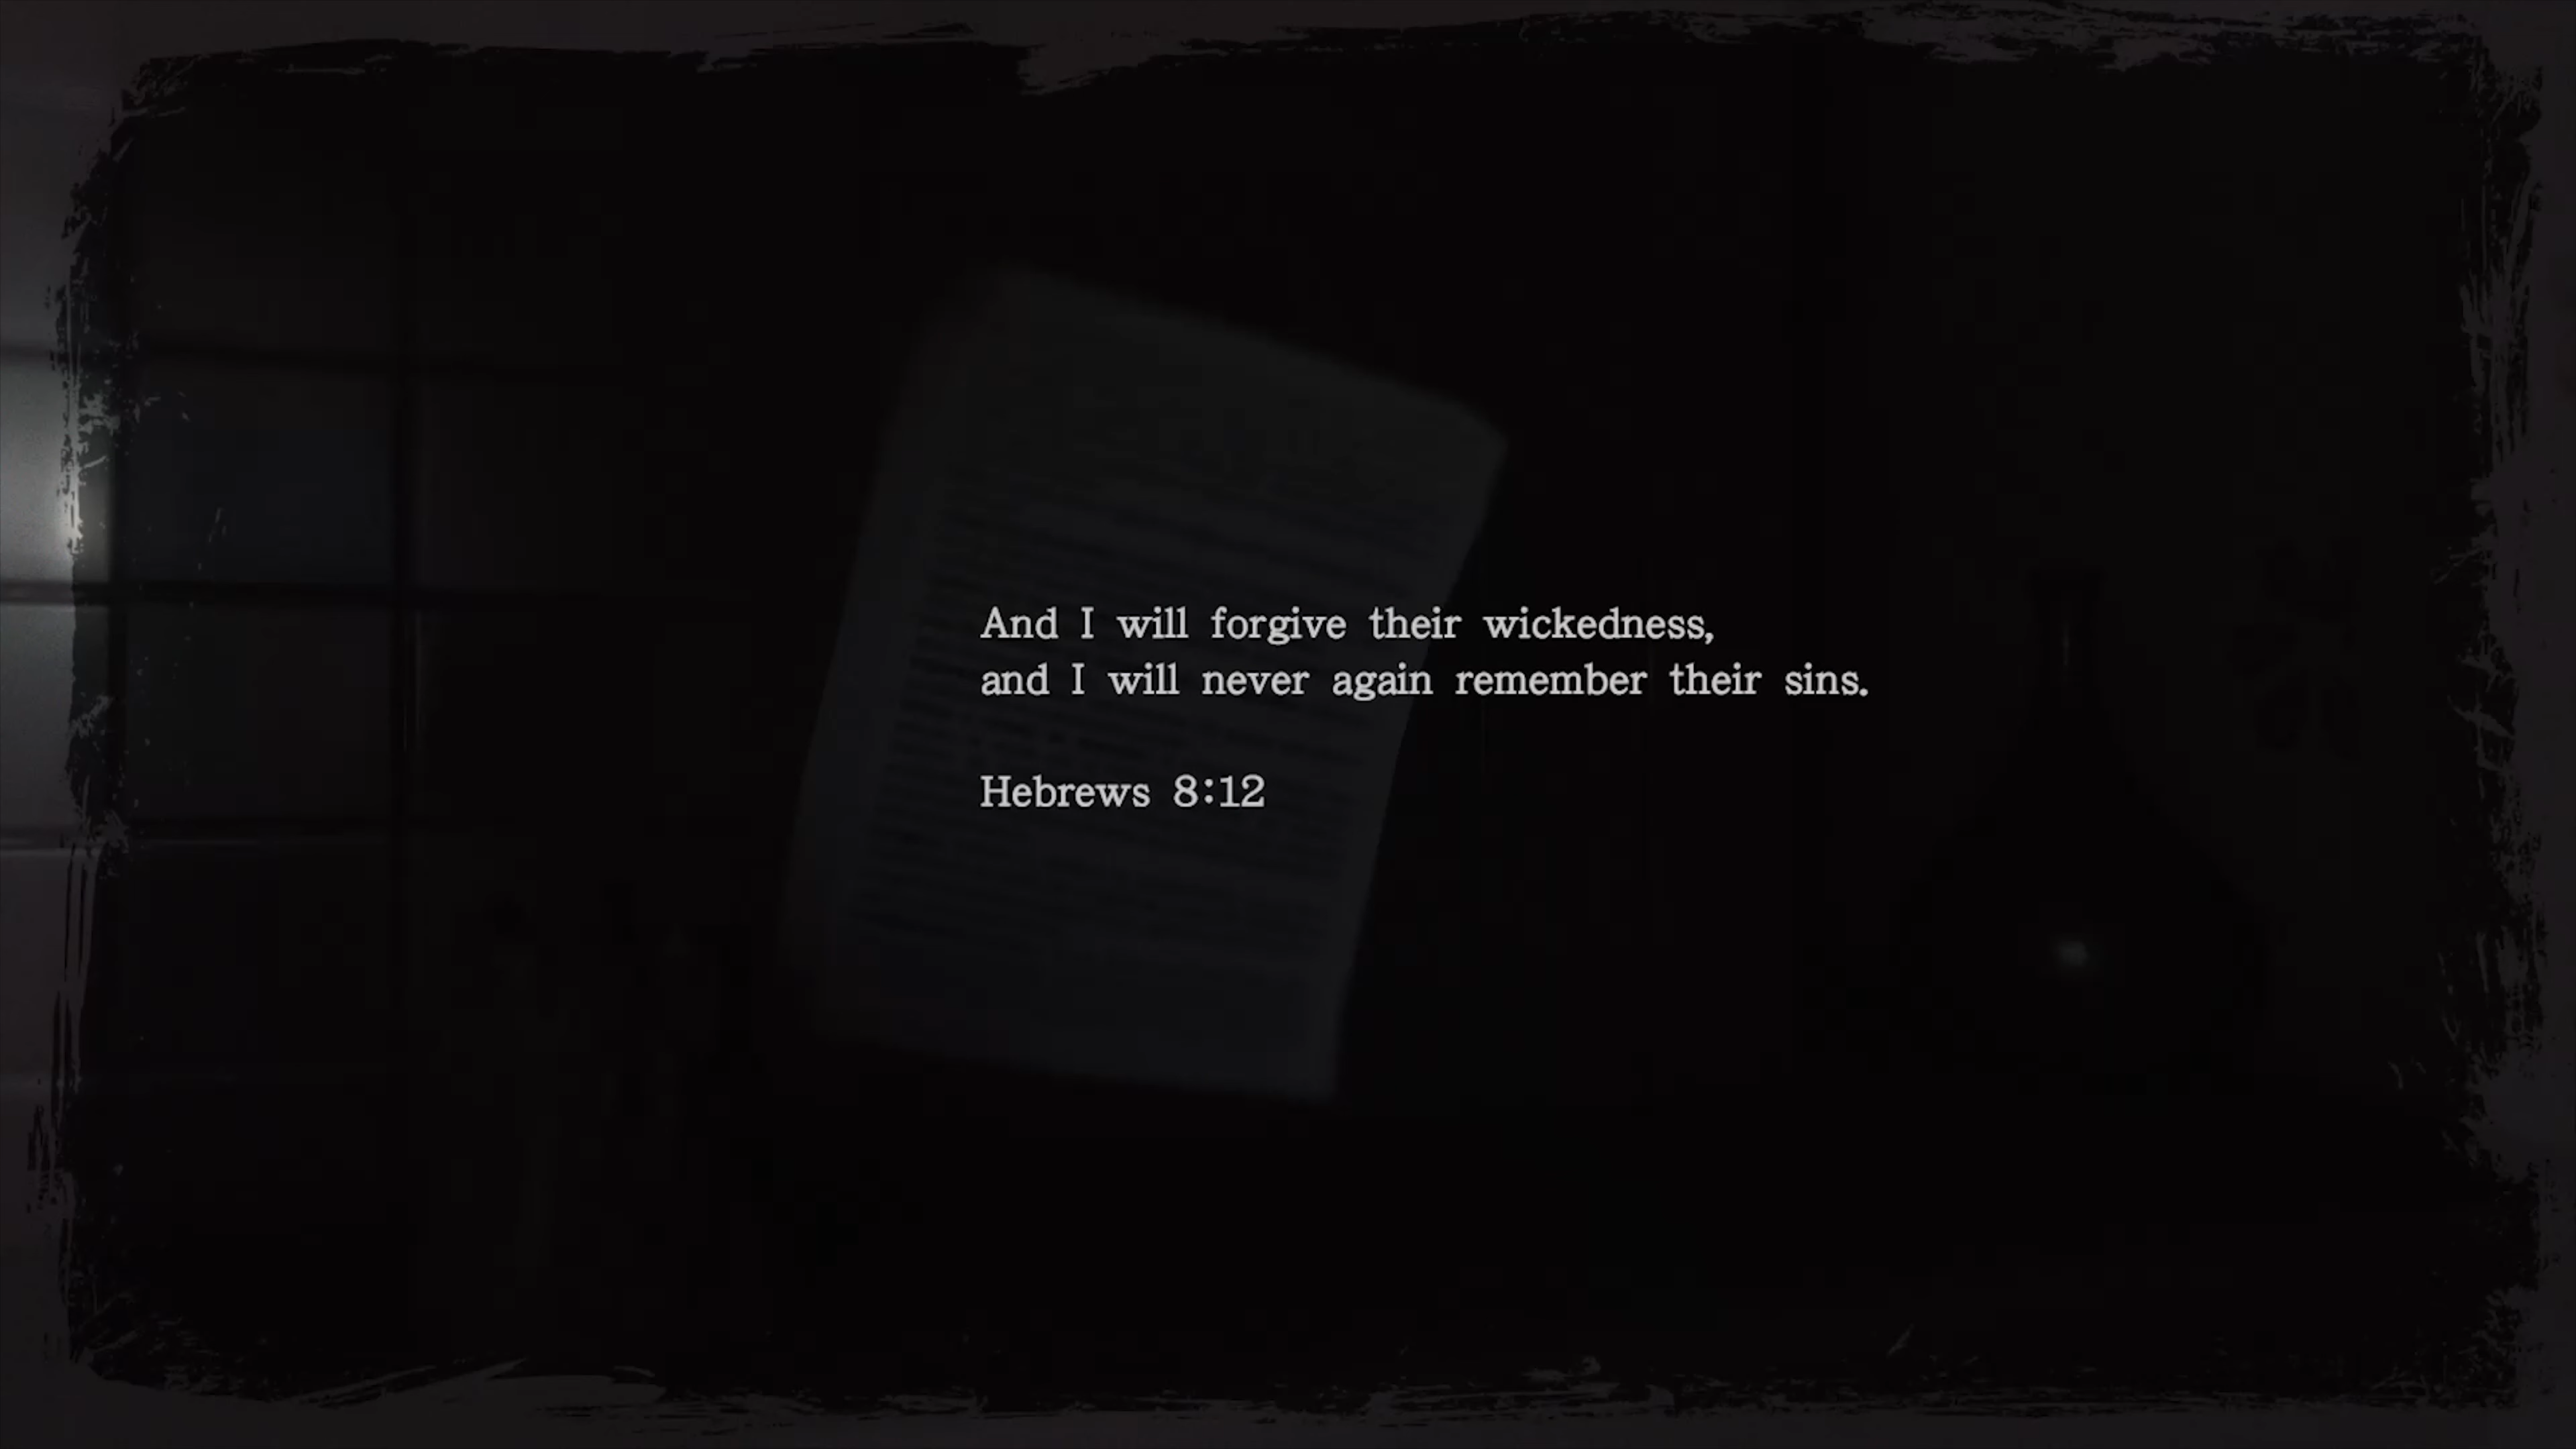 And I will forgive their wickedness,
and I will never again remember their sins.
Hebrews 8:12